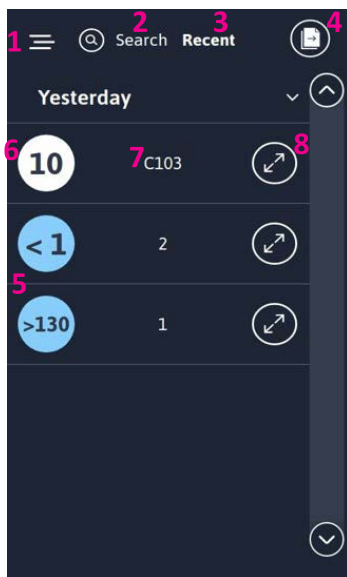 2 3 4
1 Search Recent
Yesterday
6 10 7 C103 8
< 1 2
5
>130 1